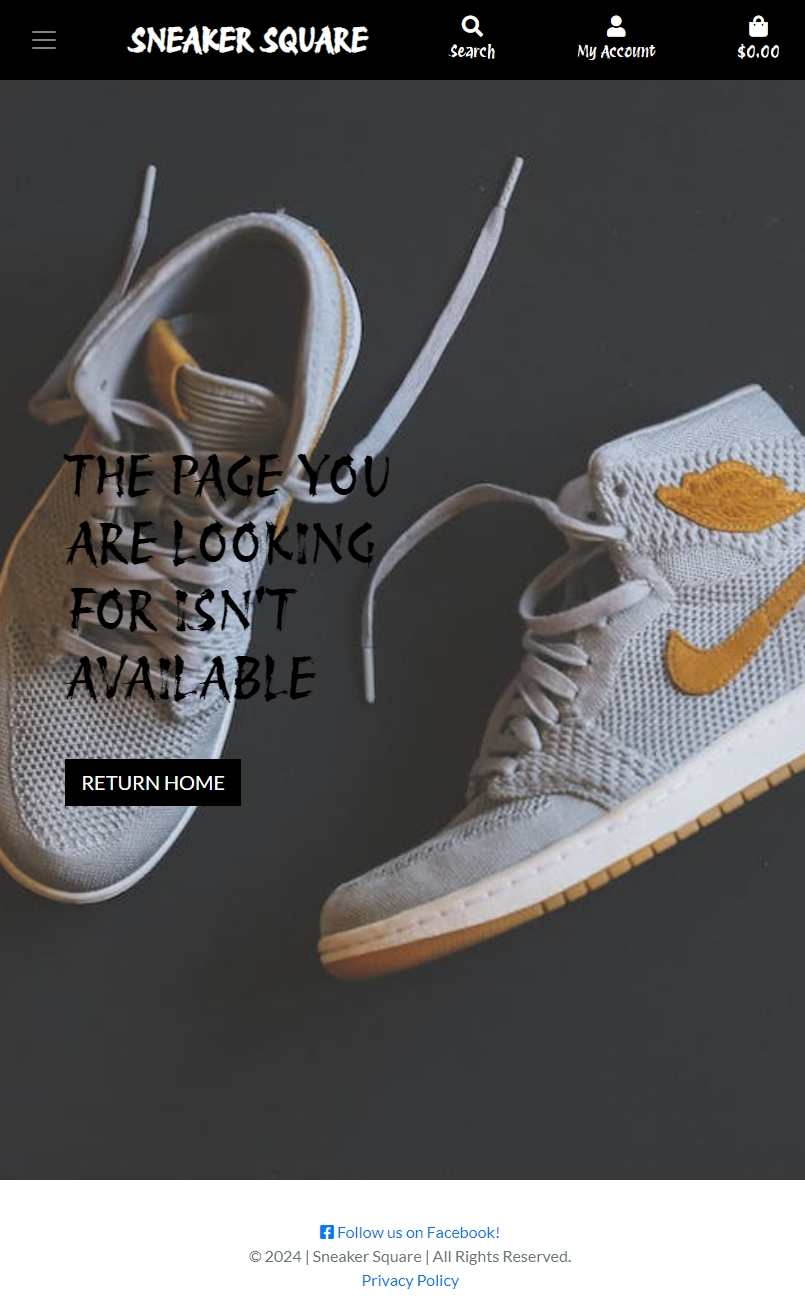 SNEAKER SQUARE
Search
My Account
$0.00
THE PAGE YOU
ARE LOOKING
FOR ISN'T
AVAILABLE
RETURN HOME
Follow us on Facebook!
© 2024 | Sneaker Square | All Rights Reserved.
Privacy Policy